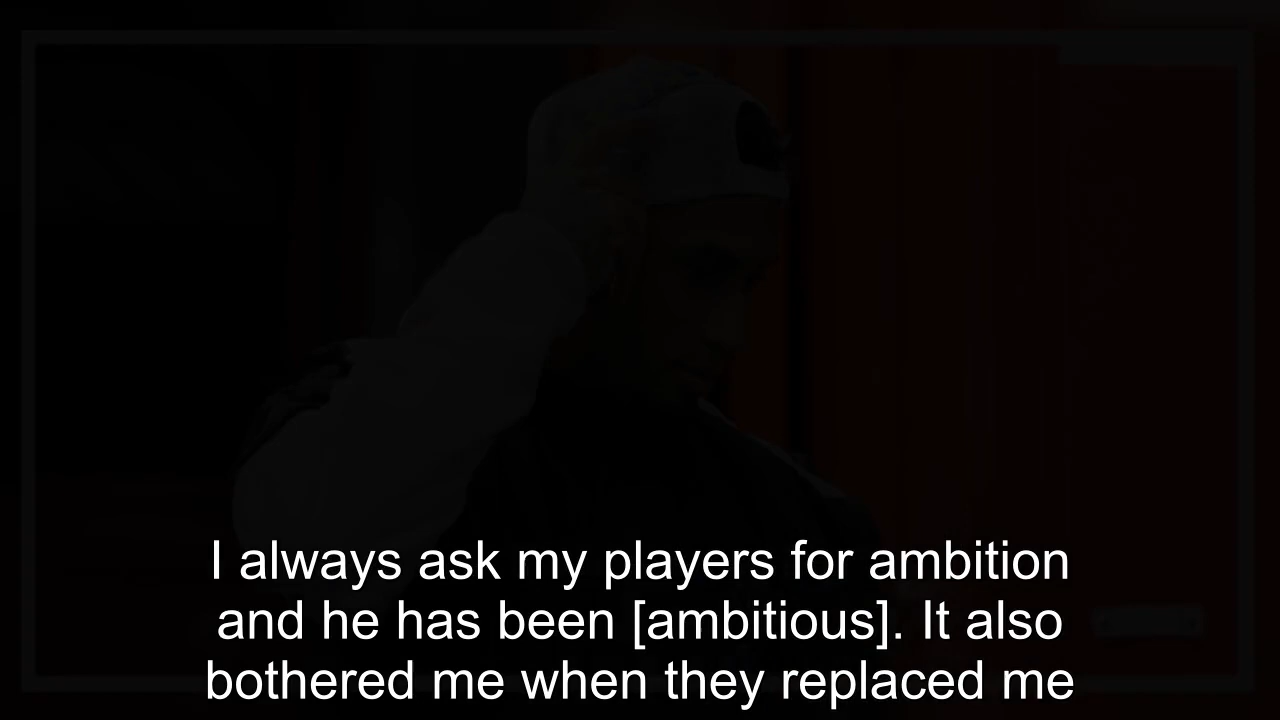 I always ask my players for ambition
and he has been [ambitious]. It also
bothered me when they replaced me